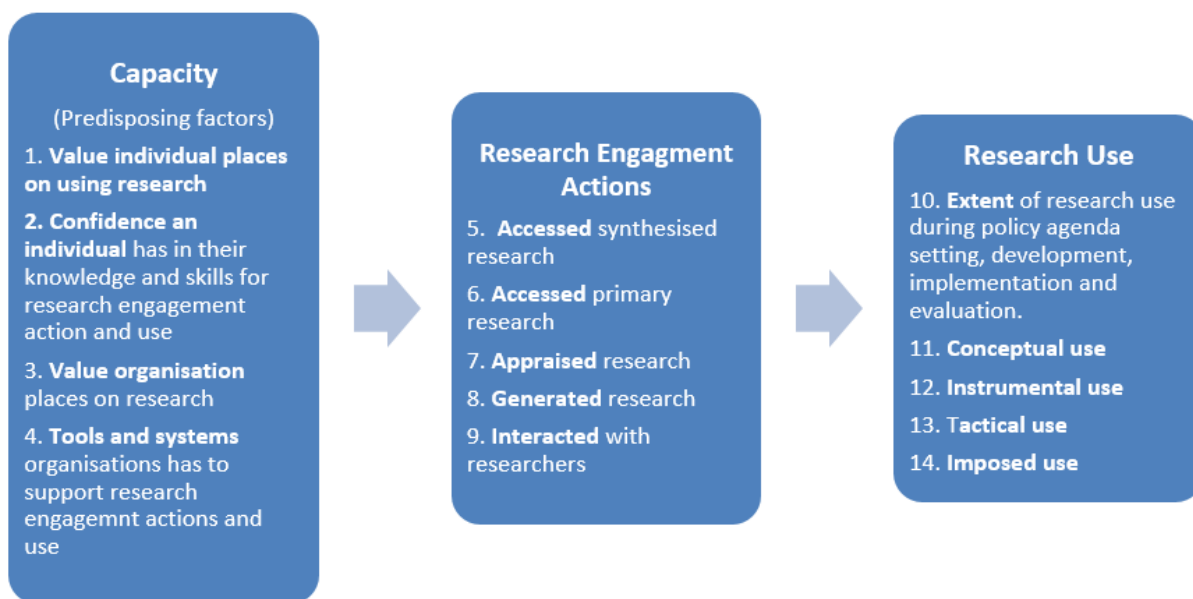 Capacity
(Predisposing factors)
1. Value individual places
on using research
2. Confidence an
individual has in their
knowledge and skills for
research engagement
action and use
3. Value organisation
places on research
4. Tools and systems
organisations has to
support research
engagemnt actions and
use
Research Engagment
Actions
5. Accessed synthesised
research
6. Accessed primary
research
7. Appraised research
8. Generated research
9. Interacted with
researchers
Research Use
10. Extent of research use
during policy agenda
setting, development,
implementation and
evaluation.
11. Conceptual use
12. Instrumental use
13. Tactical use
14. Imposed use